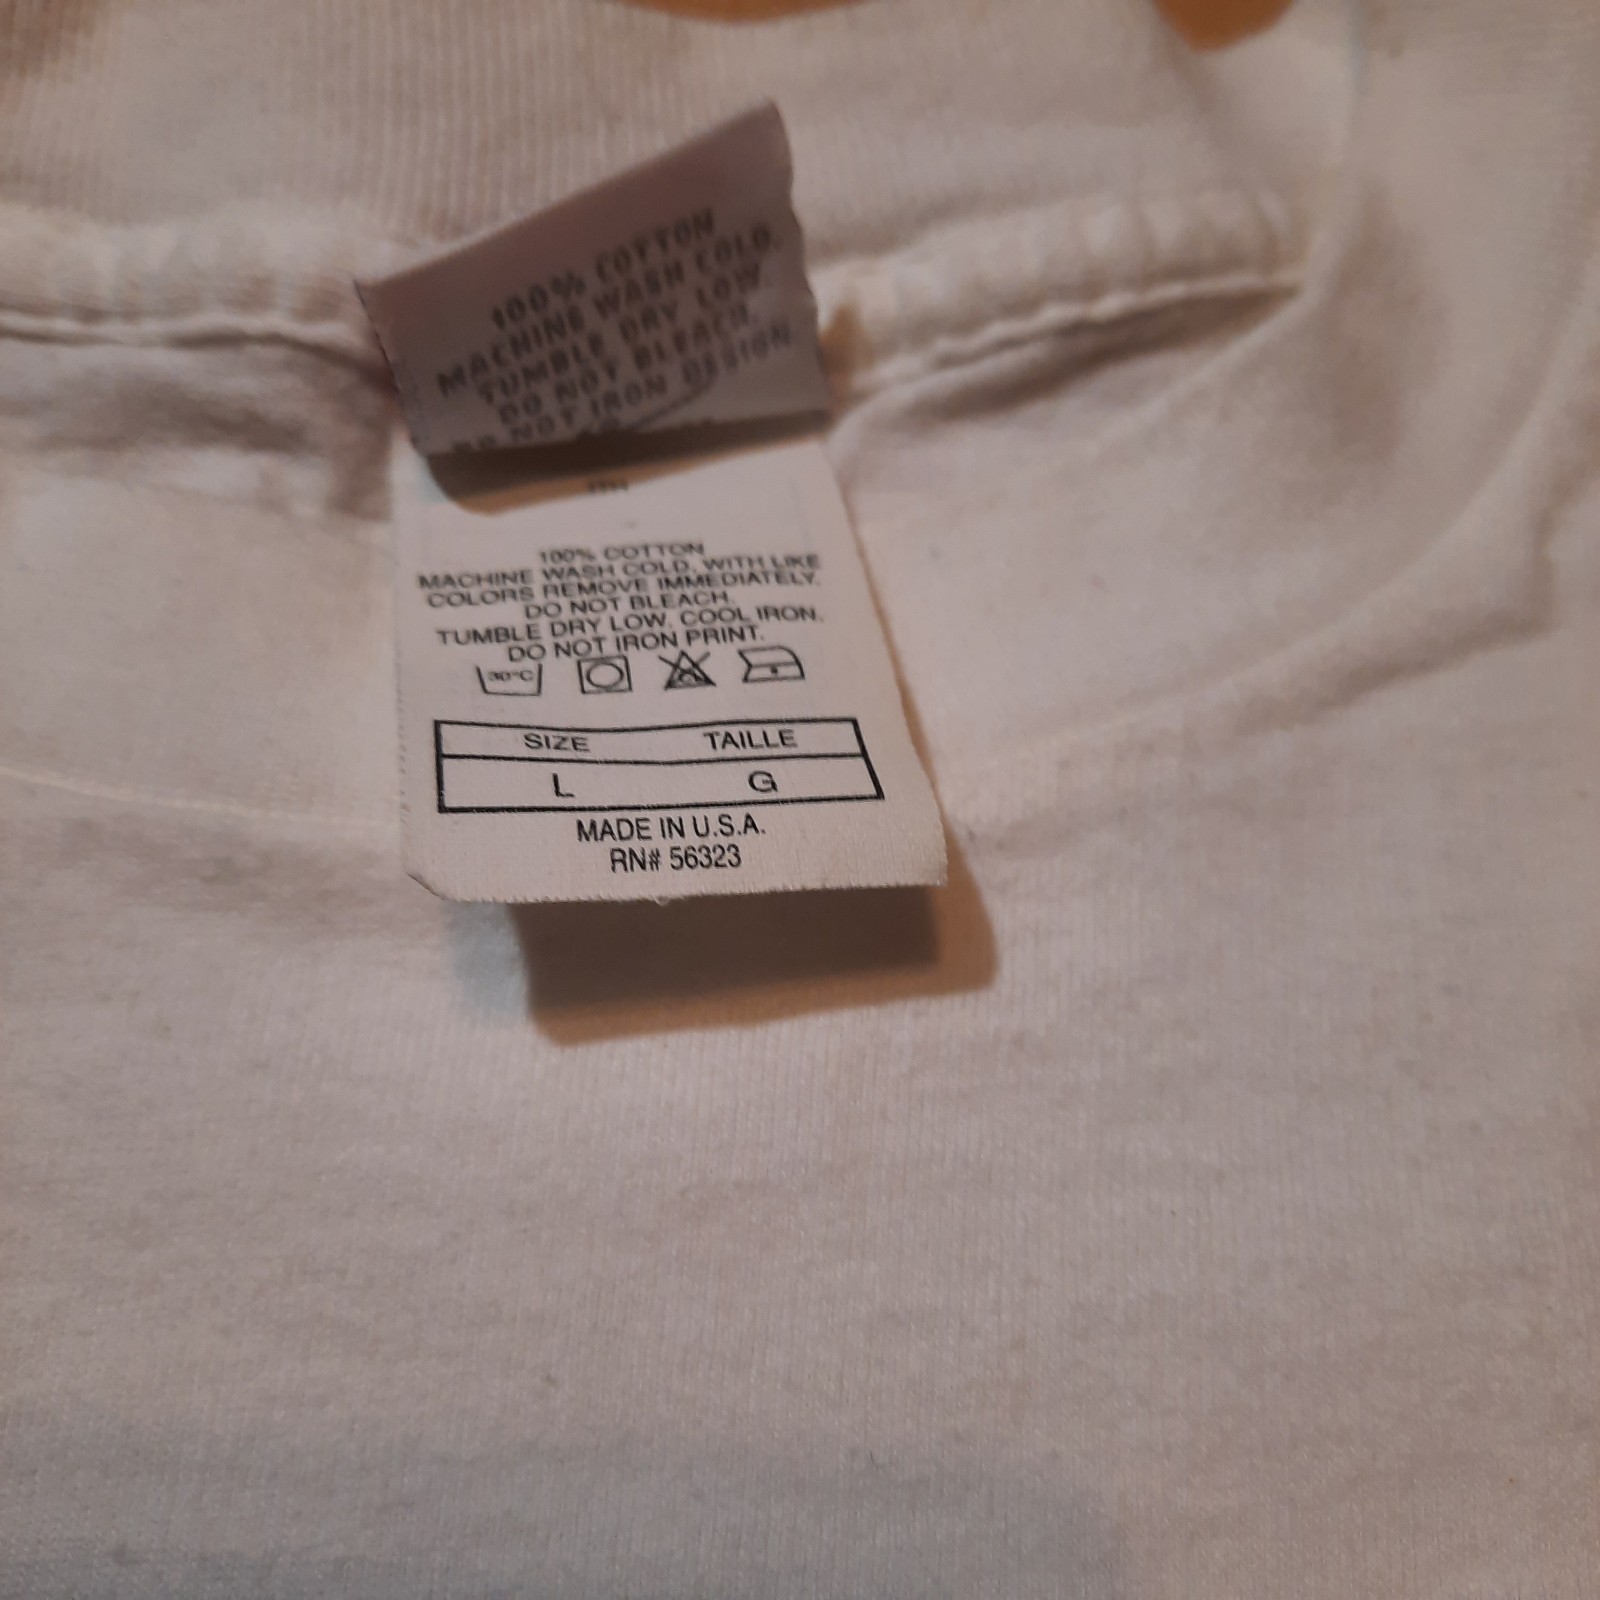 100% COTTON
MACHINE WASH COLD.
TUMBLE DRY LOW
DO NOT BLEACH.
DO NOT IRON DESIGN
100% COTTON
MACHINE WASH COLD, WITH LIKE
COLORS REMOVE IMMEDIATELY.
DO NOT BLEACH.
TUMBLE DRY LOW. COOL IRON.
DO NOT IRON PRINT.
30°C
SIZE TAILLE
L G
MADE IN U.S.A.
RN# 56323